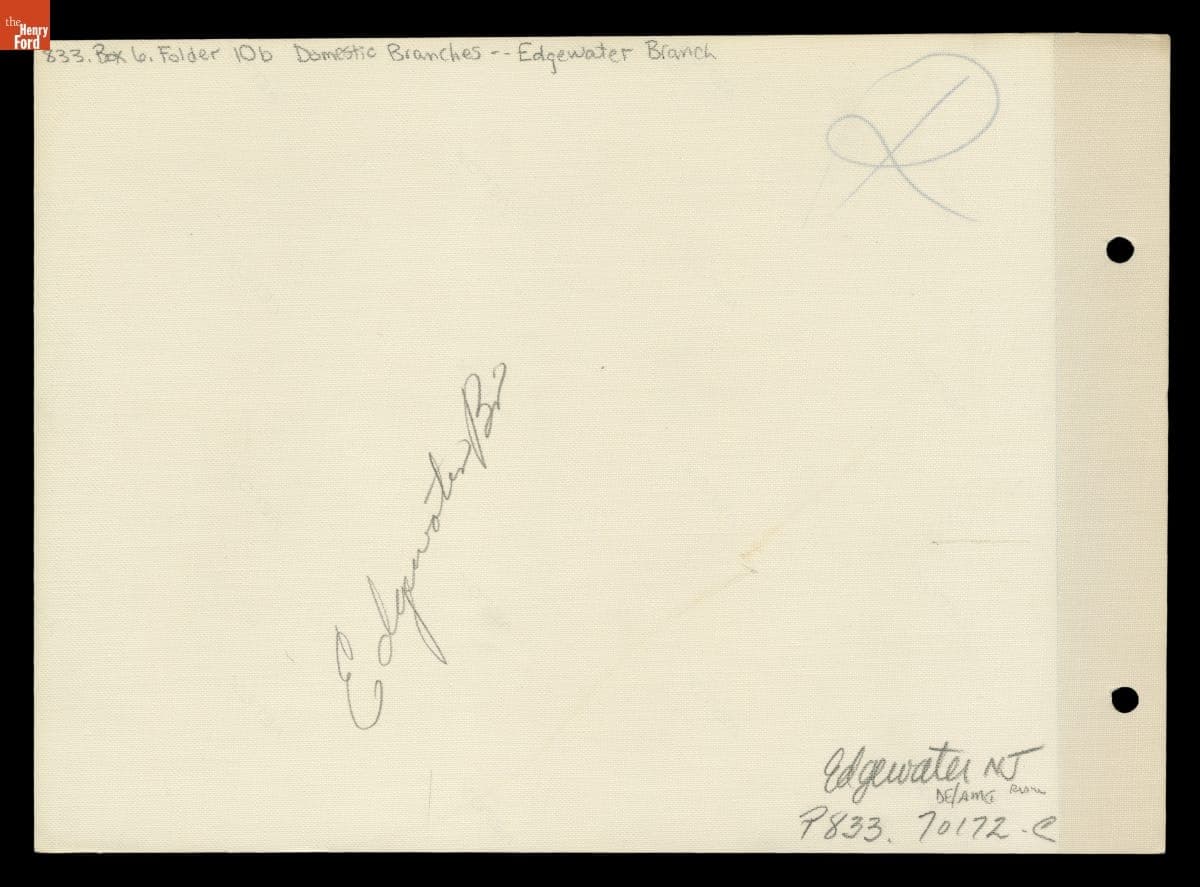 the
Henry
Ford
833. Box 6. Folder 10b Domestic Branches -- Edgewater Branch
Edgewater Br
Edgewater NJ
P833. 70172-C